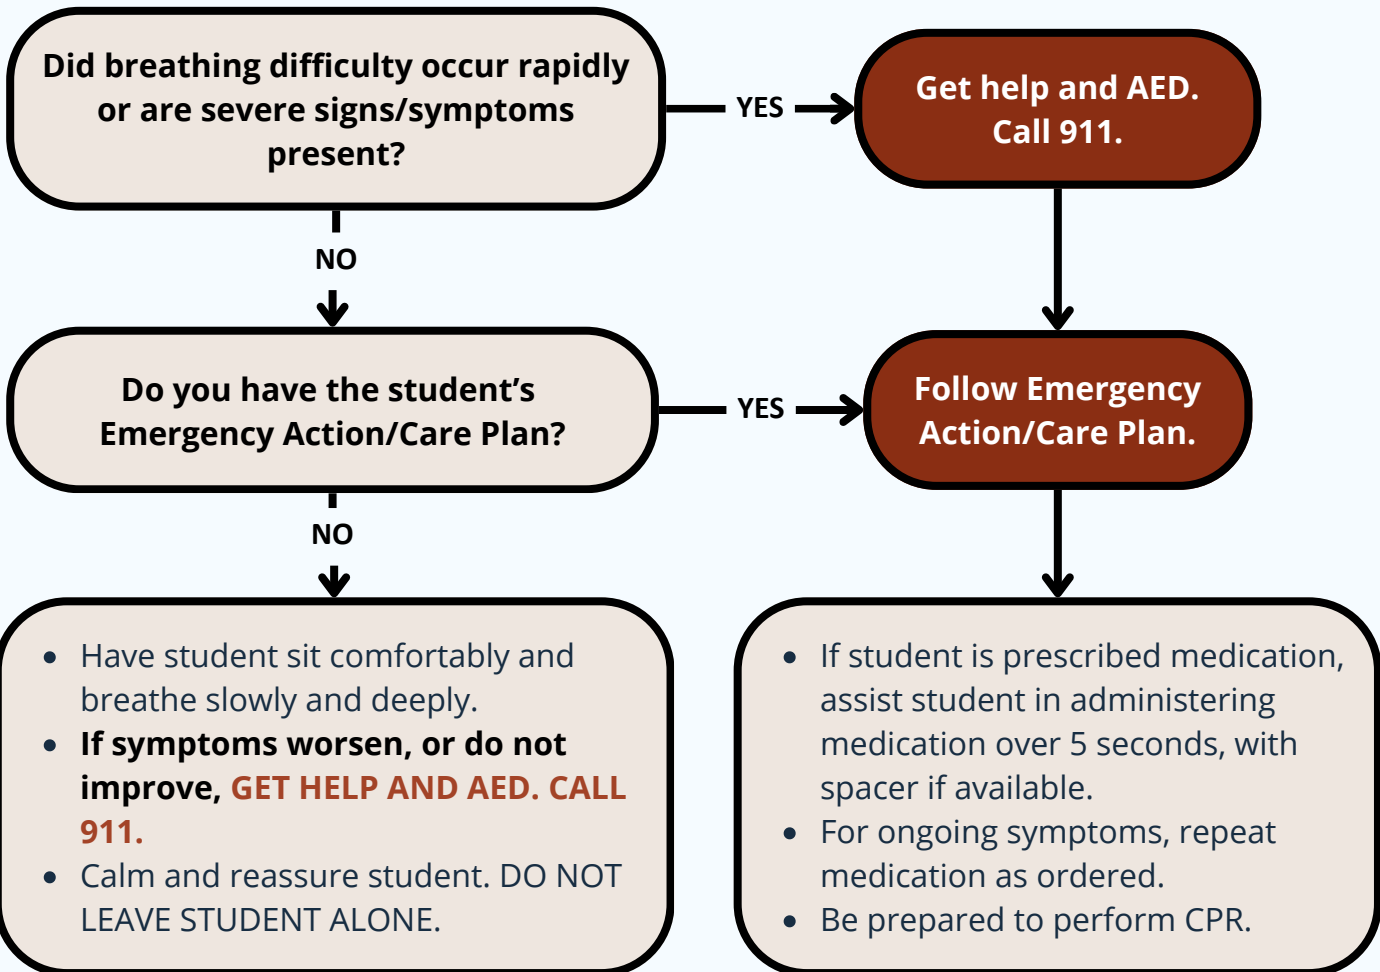 Did breathing difficulty occur rapidly
or are severe signs/symptoms
present?
YES
Get help and AED.
Call 911.
NO
Do you have the student’s
Emergency Action/Care Plan?
YES
Follow Emergency
Action/Care Plan.
NO
• Have student sit comfortably and
breathe slowly and deeply.
• If symptoms worsen, or do not
improve, GET HELP AND AED. CALL
911.
• Calm and reassure student. DO NOT
LEAVE STUDENT ALONE.
• If student is prescribed medication,
assist student in administering
medication over 5 seconds, with
spacer if available.
• For ongoing symptoms, repeat
medication as ordered.
• Be prepared to perform CPR.